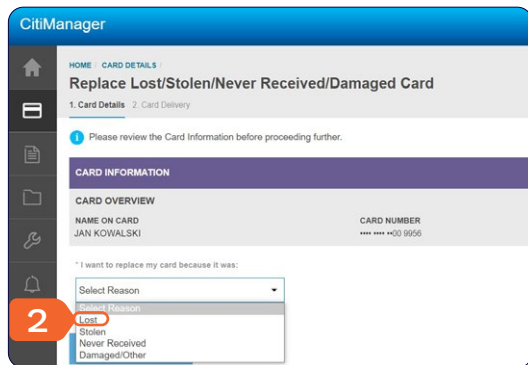 CitiManager
HOME / CARD DETAILS /
Replace Lost/Stolen/Never Received/Damaged Card
1. Card Details 2. Card Delivery
i Please review the Card Information before proceeding further.
CARD INFORMATION
CARD OVERVIEW
NAME ON CARD CARD NUMBER
JAN KOWALSKI •••• •••• ••00 9956
* I want to replace my card because it was:
Select Reason
Select Reason
2 Lost
Stolen
Never Received
Damaged/Other